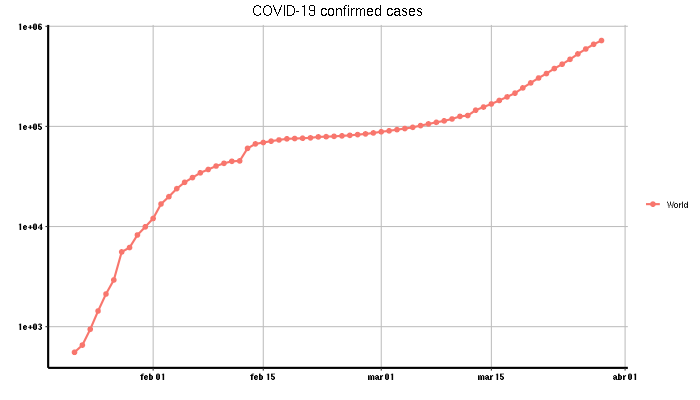 COVID-19 confirmed cases
1e+06
1e+05
1e+04
1e+03
feb 01
feb 15
mar 01
mar 15
abr 01
World